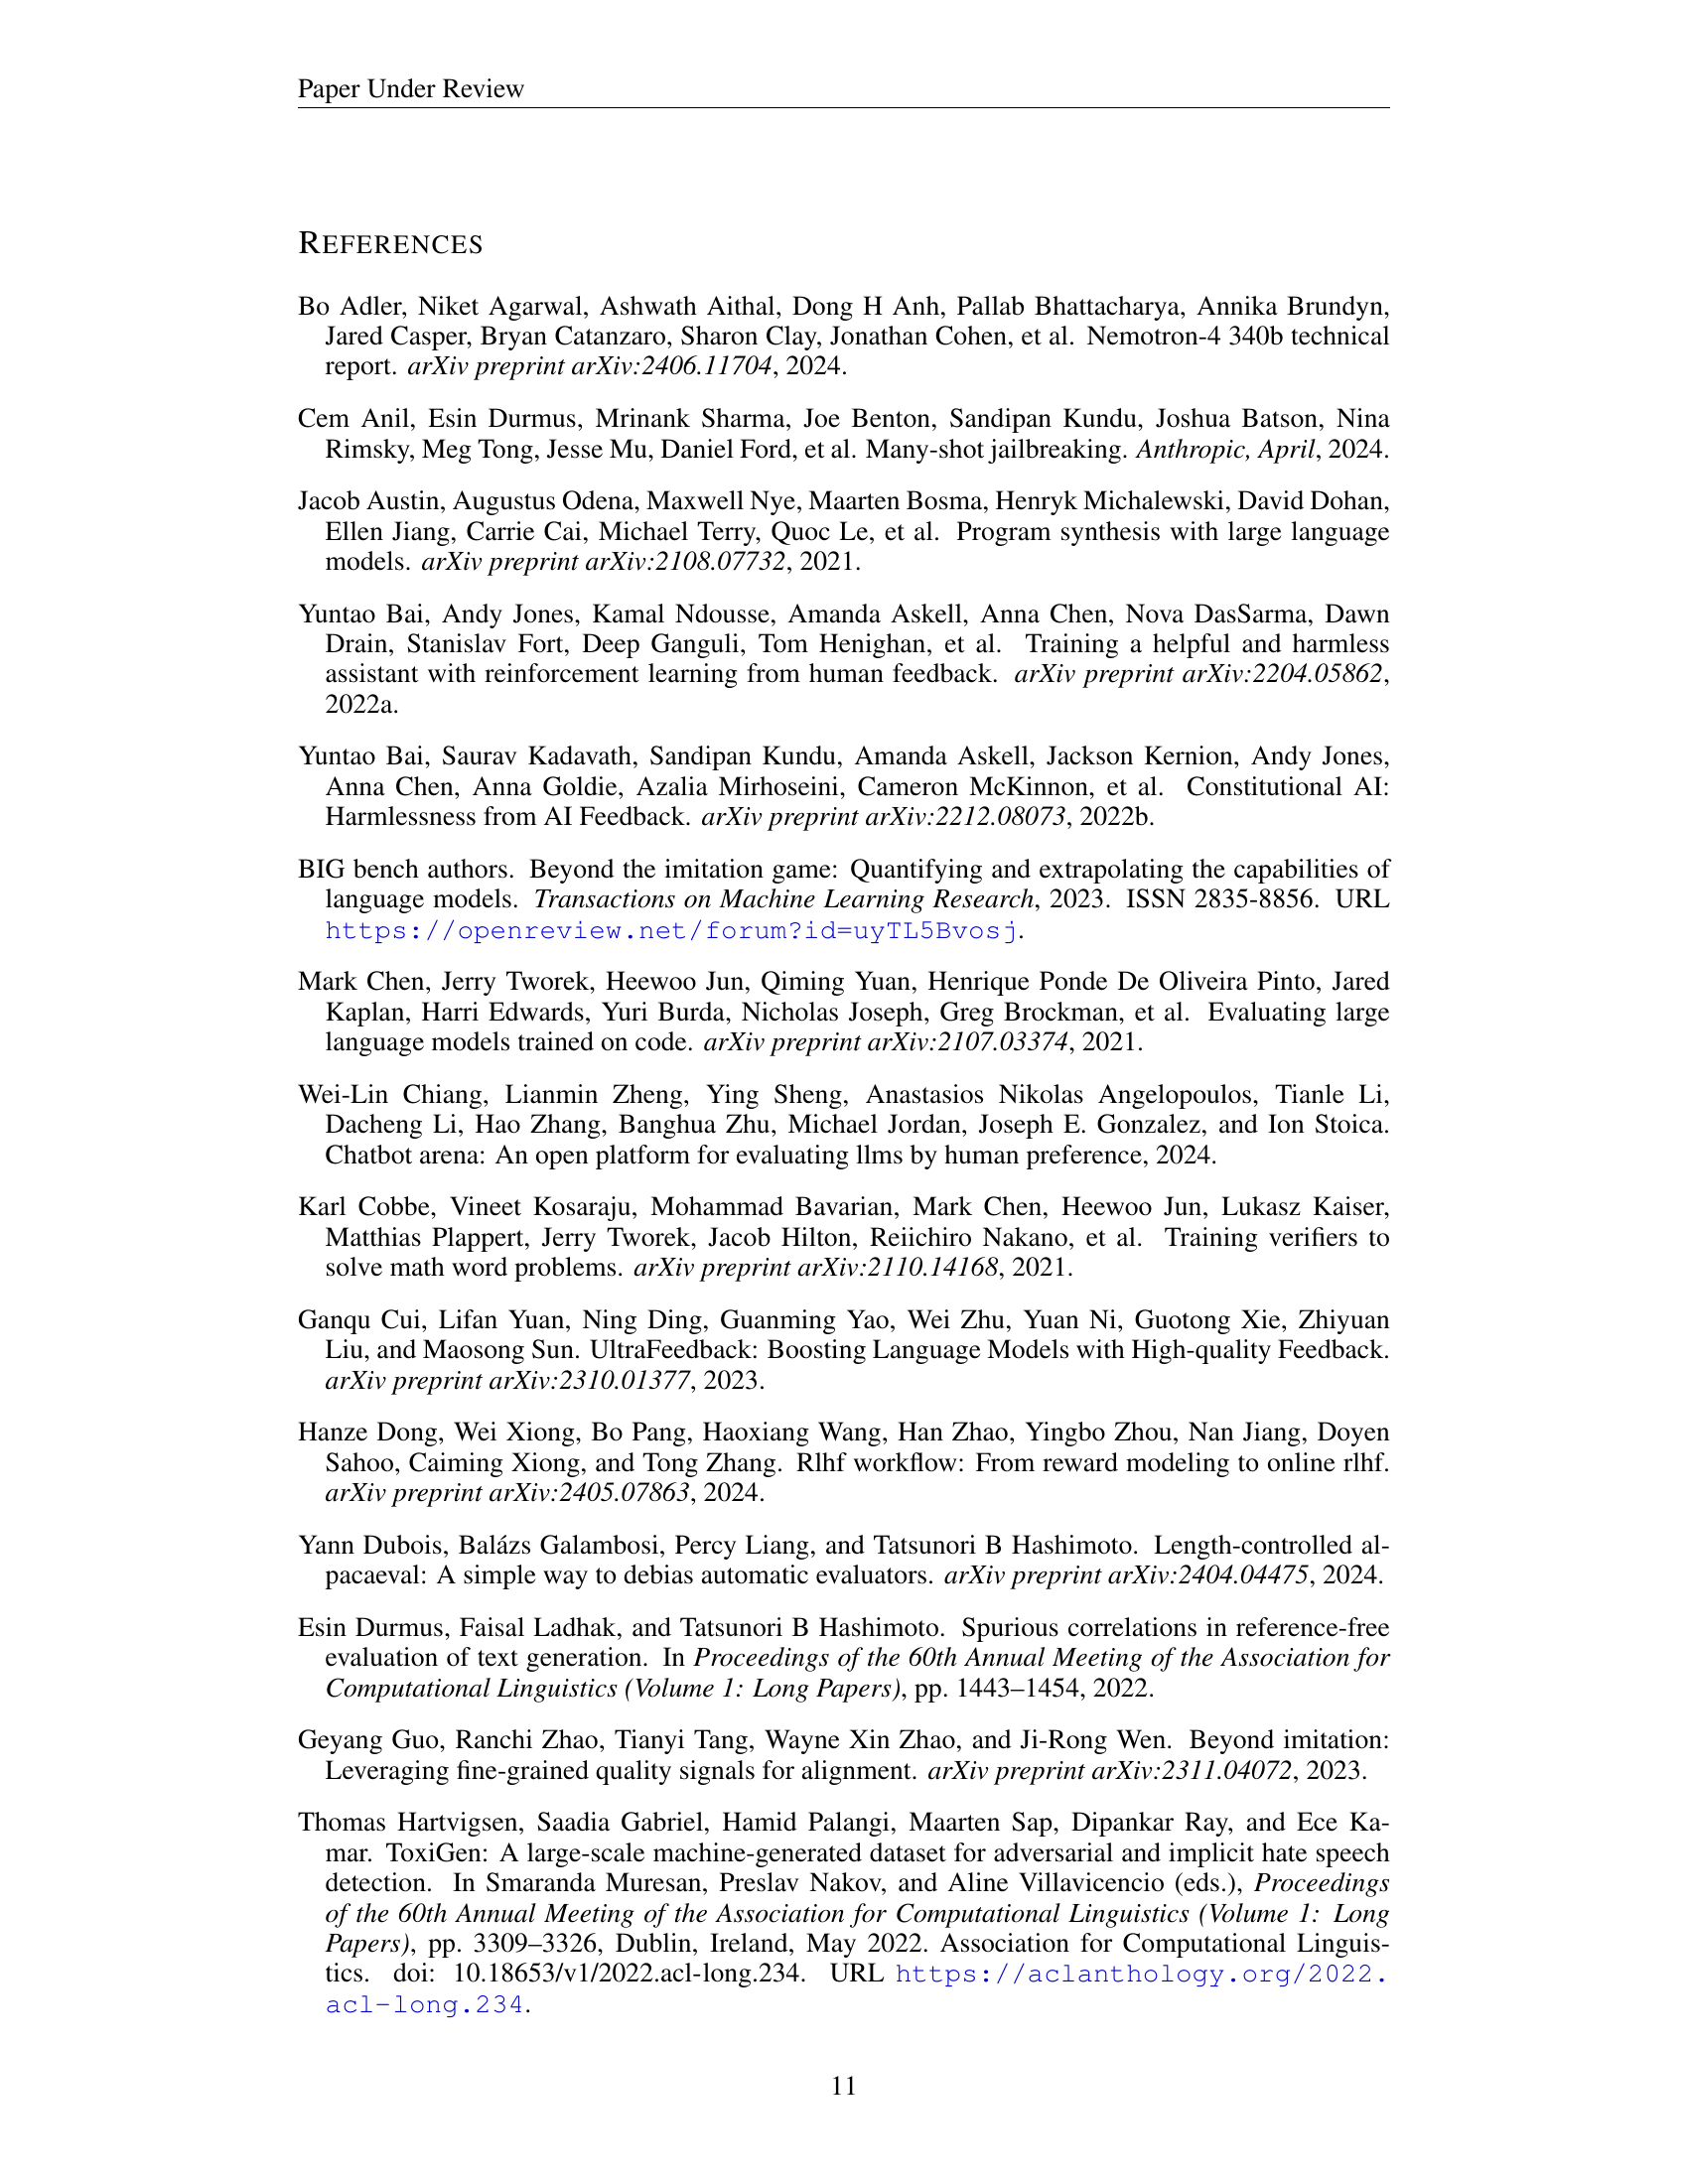 Paper Under Review
REFERENCES
Bo Adler, Niket Agarwal, Ashwath Aithal, Dong H Anh, Pallab Bhattacharya, Annika Brundyn,
Jared Casper, Bryan Catanzaro, Sharon Clay, Jonathan Cohen, et al. Nemotron-4 340b technical
report. arXiv preprint arXiv:2406.11704, 2024.
Cem Anil, Esin Durmus, Mrinank Sharma, Joe Benton, Sandipan Kundu, Joshua Batson, Nina
Rimsky, Meg Tong, Jesse Mu, Daniel Ford, et al. Many-shot jailbreaking. Anthropic, April, 2024.
Jacob Austin, Augustus Odena, Maxwell Nye, Maarten Bosma, Henryk Michalewski, David Dohan,
Ellen Jiang, Carrie Cai, Michael Terry, Quoc Le, et al. Program synthesis with large language
models. arXiv preprint arXiv:2108.07732, 2021.
Yuntao Bai, Andy Jones, Kamal Ndousse, Amanda Askell, Anna Chen, Nova DasSarma, Dawn
Drain, Stanislav Fort, Deep Ganguli, Tom Henighan, et al. Training a helpful and harmless
assistant with reinforcement learning from human feedback. arXiv preprint arXiv:2204.05862,
2022a.
Yuntao Bai, Saurav Kadavath, Sandipan Kundu, Amanda Askell, Jackson Kernion, Andy Jones,
Anna Chen, Anna Goldie, Azalia Mirhoseini, Cameron McKinnon, et al. Constitutional AI:
Harmlessness from AI Feedback. arXiv preprint arXiv:2212.08073, 2022b.
BIG bench authors. Beyond the imitation game: Quantifying and extrapolating the capabilities of
language models. Transactions on Machine Learning Research, 2023. ISSN 2835-8856. URL
https://openreview.net/forum?id=uyTL5Bvosj.
Mark Chen, Jerry Tworek, Heewoo Jun, Qiming Yuan, Henrique Ponde De Oliveira Pinto, Jared
Kaplan, Harri Edwards, Yuri Burda, Nicholas Joseph, Greg Brockman, et al. Evaluating large
language models trained on code. arXiv preprint arXiv:2107.03374, 2021.
Wei-Lin Chiang, Lianmin Zheng, Ying Sheng, Anastasios Nikolas Angelopoulos, Tianle Li,
Dacheng Li, Hao Zhang, Banghua Zhu, Michael Jordan, Joseph E. Gonzalez, and Ion Stoica.
Chatbot arena: An open platform for evaluating llms by human preference, 2024.
Karl Cobbe, Vineet Kosaraju, Mohammad Bavarian, Mark Chen, Heewoo Jun, Lukasz Kaiser,
Matthias Plappert, Jerry Tworek, Jacob Hilton, Reiichiro Nakano, et al. Training verifiers to
solve math word problems. arXiv preprint arXiv:2110.14168, 2021.
Ganqu Cui, Lifan Yuan, Ning Ding, Guanming Yao, Wei Zhu, Yuan Ni, Guotong Xie, Zhiyuan
Liu, and Maosong Sun. UltraFeedback: Boosting Language Models with High-quality Feedback.
arXiv preprint arXiv:2310.01377, 2023.
Hanze Dong, Wei Xiong, Bo Pang, Haoxiang Wang, Han Zhao, Yingbo Zhou, Nan Jiang, Doyen
Sahoo, Caiming Xiong, and Tong Zhang. Rlhf workflow: From reward modeling to online rlhf.
arXiv preprint arXiv:2405.07863, 2024.
Yann Dubois, Balázs Galambosi, Percy Liang, and Tatsunori B Hashimoto. Length-controlled al-
pacaeval: A simple way to debias automatic evaluators. arXiv preprint arXiv:2404.04475, 2024.
Esin Durmus, Faisal Ladhak, and Tatsunori B Hashimoto. Spurious correlations in reference-free
evaluation of text generation. In Proceedings of the 60th Annual Meeting of the Association for
Computational Linguistics (Volume 1: Long Papers), pp. 1443–1454, 2022.
Geyang Guo, Ranchi Zhao, Tianyi Tang, Wayne Xin Zhao, and Ji-Rong Wen. Beyond imitation:
Leveraging fine-grained quality signals for alignment. arXiv preprint arXiv:2311.04072, 2023.
Thomas Hartvigsen, Saadia Gabriel, Hamid Palangi, Maarten Sap, Dipankar Ray, and Ece Ka-
mar. ToxiGen: A large-scale machine-generated dataset for adversarial and implicit hate speech
detection. In Smaranda Muresan, Preslav Nakov, and Aline Villavicencio (eds.), Proceedings
of the 60th Annual Meeting of the Association for Computational Linguistics (Volume 1: Long
Papers), pp. 3309–3326, Dublin, Ireland, May 2022. Association for Computational Linguis-
tics. doi: 10.18653/v1/2022.acl-long.234. URL https://aclanthology.org/2022.
acl-long.234.
11